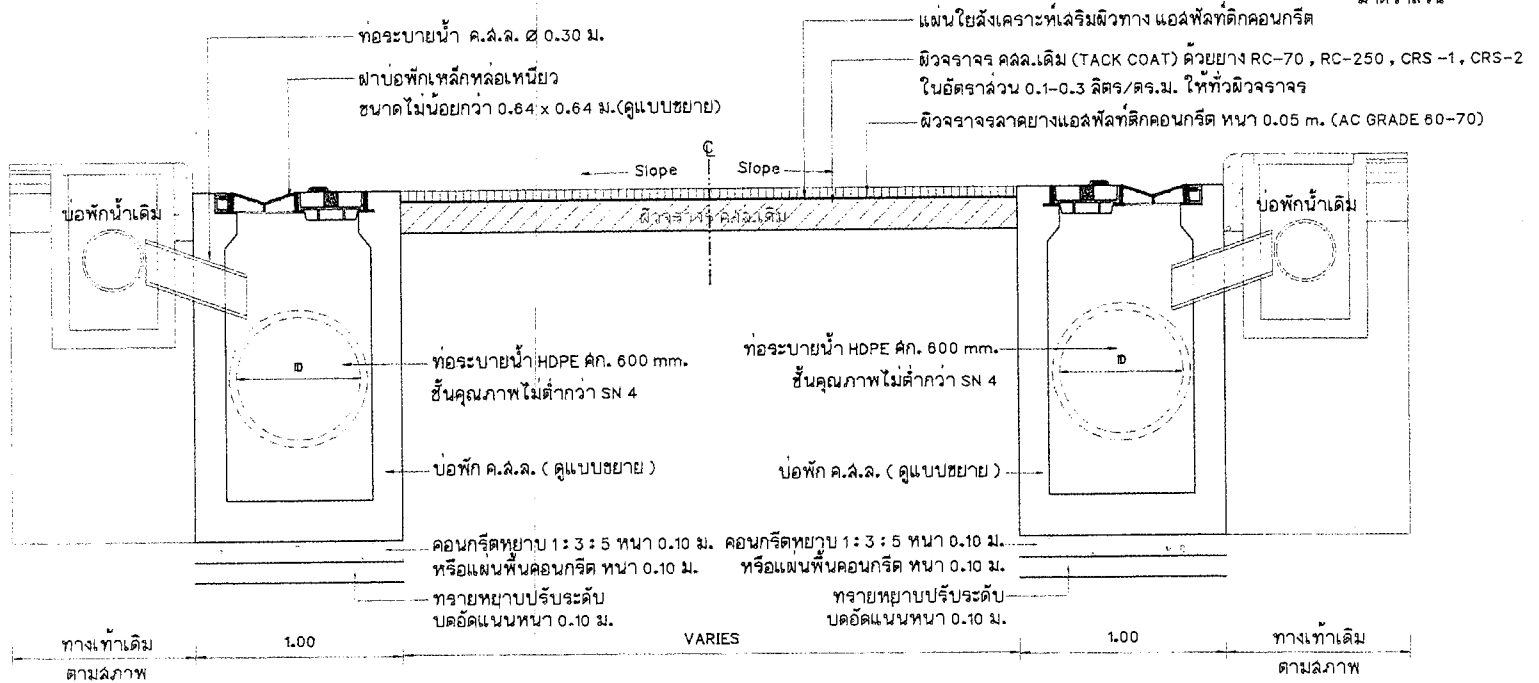 แผ่นใยสังเคราะห์เสริมผิวทาง แอสฟัลท์ติกคอนกรีต
ท่อระบายน้ำ ค.ส.ล. Ø 0.30 ม.
ผิวจราจร คสล.เดิม (TACK COAT) ด้วยยาง RC-70 , RC-250 , CRS -1 , CRS-2
ในอัตราส่วน 0.1-0.3 ลิตร/ตร.ม. ให้ทั่วผิวจราจร
ฝาบ่อพักเหล็กหล่อเหนียว
ขนาดไม่น้อยกว่า 0.64 x 0.64 ม.(ดูแบบขยาย)
ผิวจราจรลาดยางแอสฟัลท์ติกคอนกรีต หนา 0.05 m. (AC GRADE 60-70)
Slope
Slope
บ่อพักน้ำเดิม
ผิวจราจร ค.ส.ล.เดิม
บ่อพักน้ำเดิม
ท่อระบายน้ำ HDPE ศก. 600 mm.
ชั้นคุณภาพไม่ต่ำกว่า SN 4
ท่อระบายน้ำ HDPE ศก. 600 mm.
ชั้นคุณภาพไม่ต่ำกว่า SN 4
ID
ID
บ่อพัก ค.ส.ล. ( ดูแบบขยาย )
บ่อพัก ค.ส.ล. ( ดูแบบขยาย )
คอนกรีตหยาบ 1 : 3 : 5 หนา 0.10 ม.
หรือแผ่นพื้นคอนกรีต หนา 0.10 ม.
คอนกรีตหยาบ 1 : 3 : 5 หนา 0.10 ม.
หรือแผ่นพื้นคอนกรีต หนา 0.10 ม.
ทรายหยาบปรับระดับ
บดอัดแน่นหนา 0.10 ม.
ทรายหยาบปรับระดับ
บดอัดแน่นหนา 0.10 ม.
ทางเท้าเดิม
ตามสภาพ
1.00
VARIES
1.00
ทางเท้าเดิม
ตามสภาพ